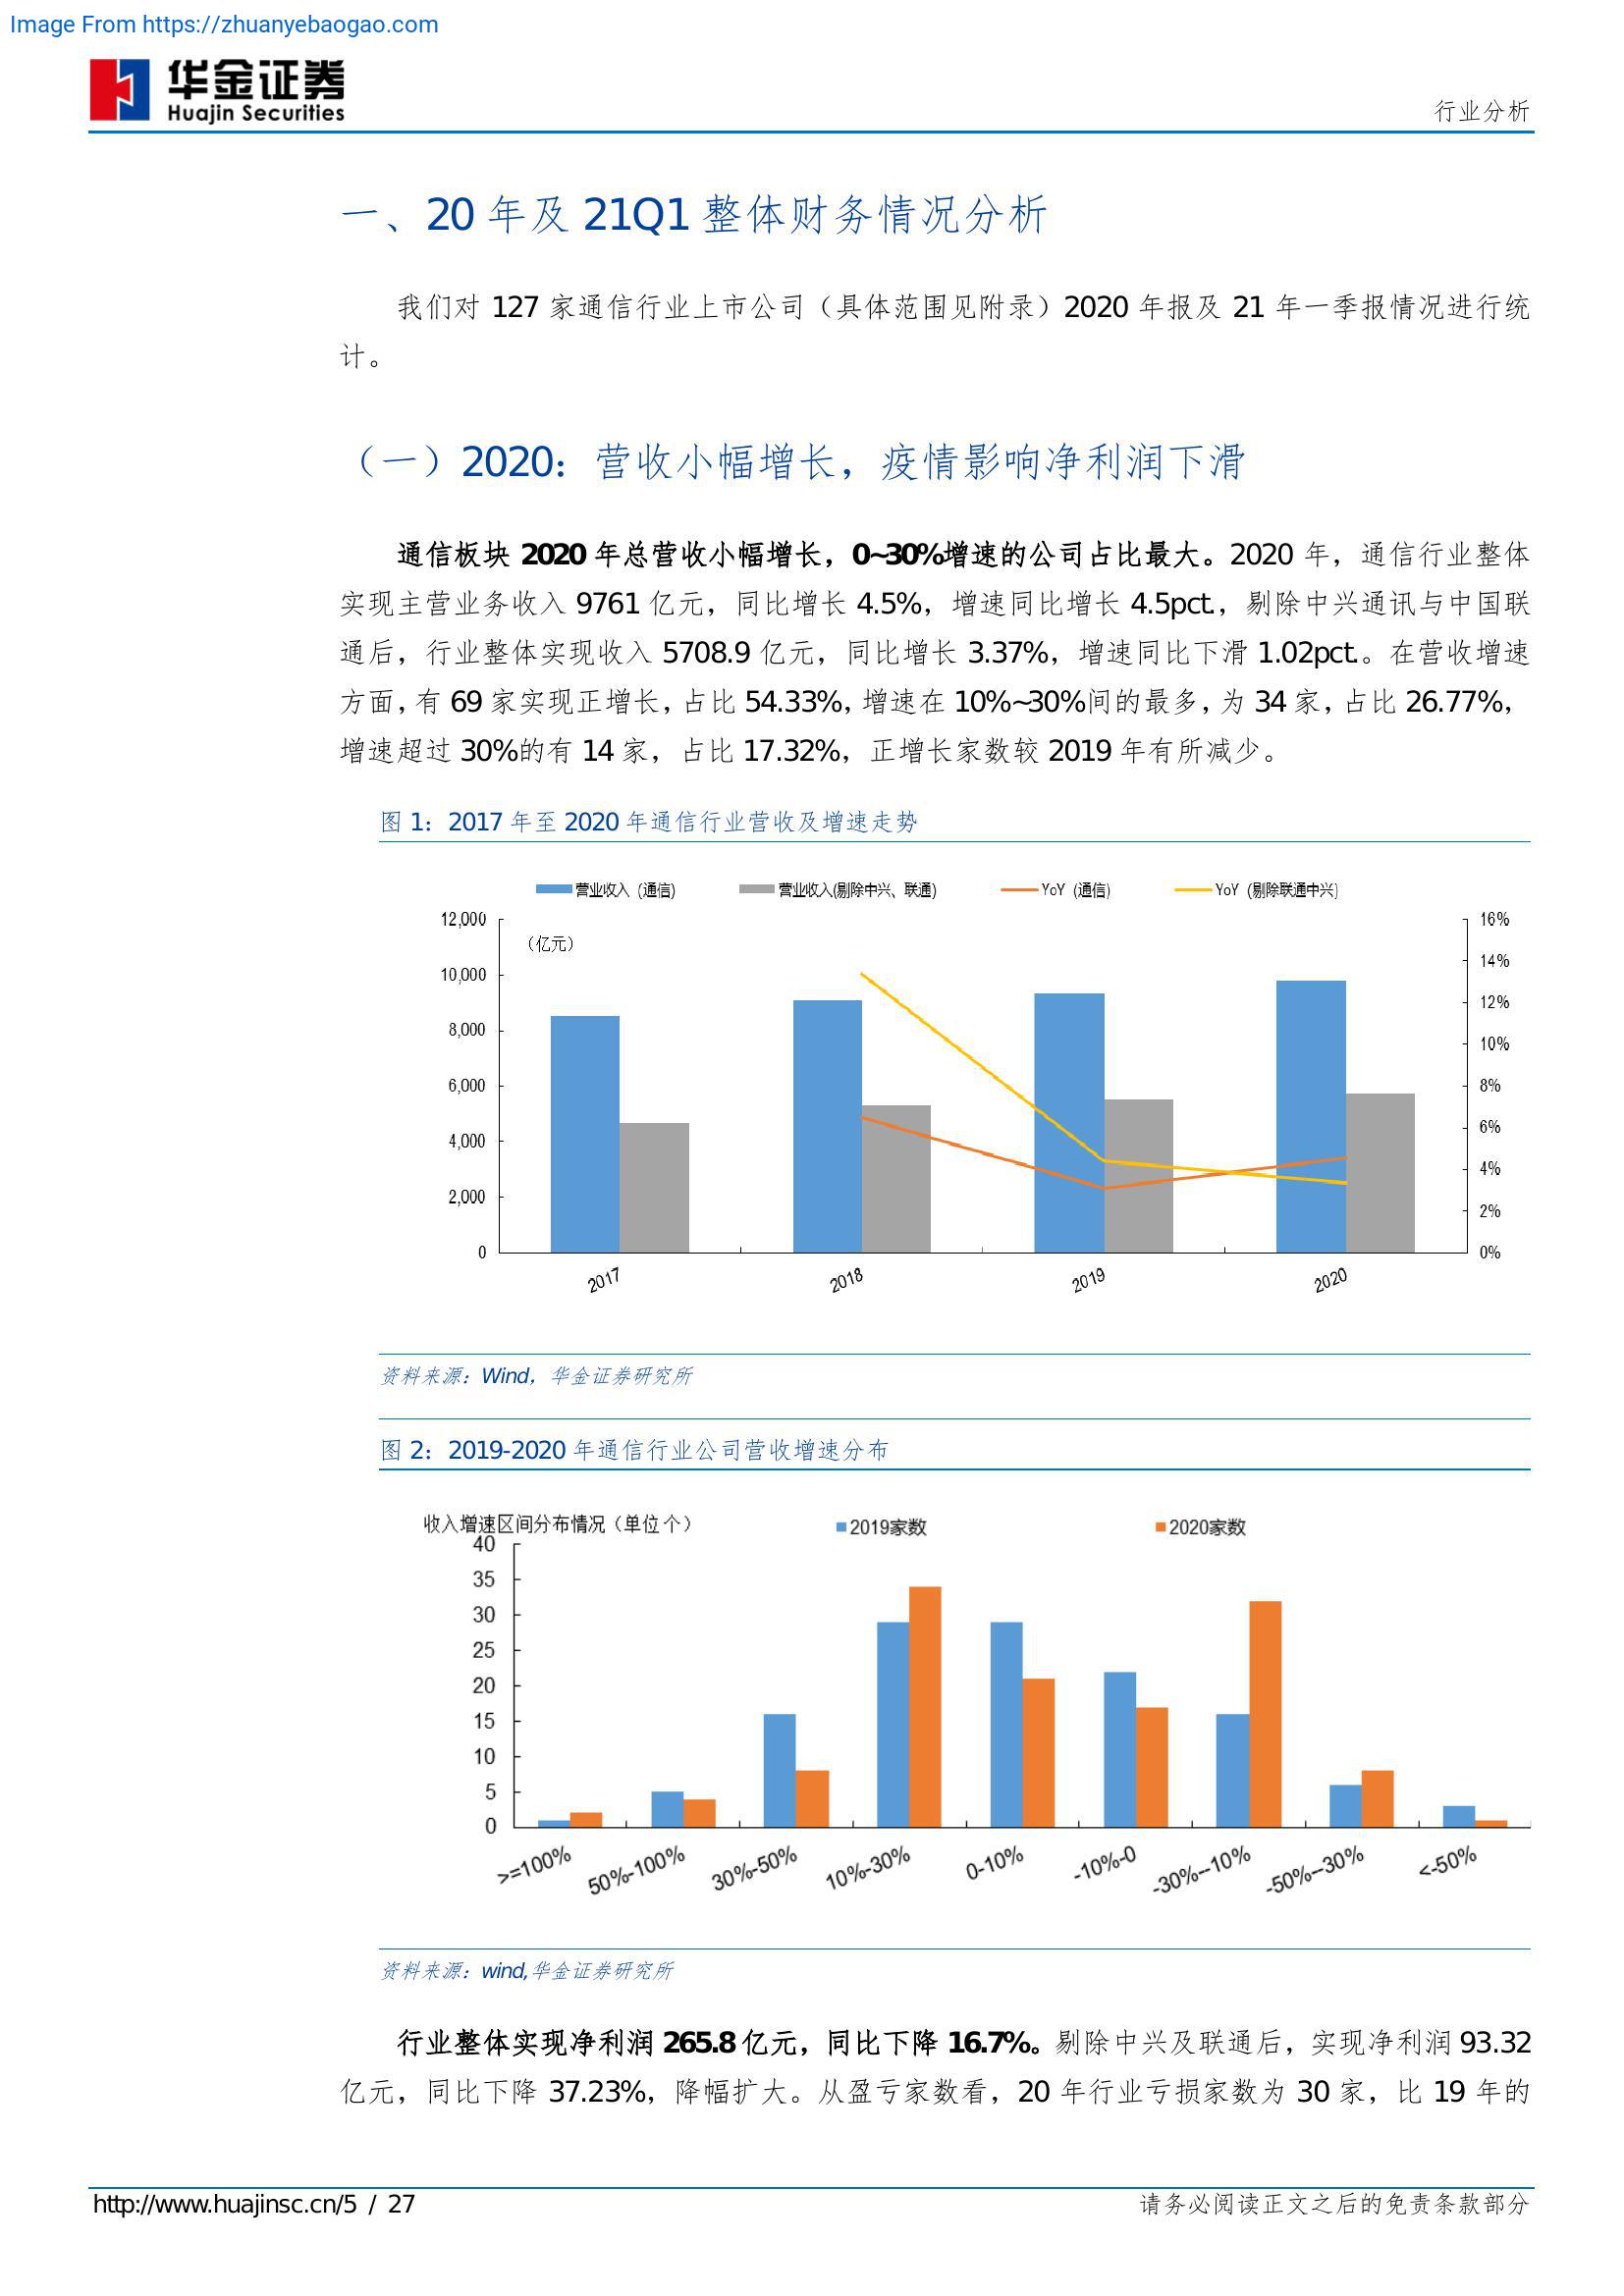 Image From https://zhuanyebaogao.com
华金证券
Huajin Securities
行业分析
一、20 年及 21Q1 整体财务情况分析
我们对 127 家通信行业上市公司（具体范围见附录）2020 年报及 21 年一季报情况进行统
计。
（一）2020：营收小幅增长，疫情影响净利润下滑
通信板块 2020 年总营收小幅增长，0~30%增速的公司占比最大。2020 年，通信行业整体
实现主营业务收入 9761 亿元，同比增长 4.5%，增速同比增长 4.5pct.，剔除中兴通讯与中国联
通后，行业整体实现收入 5708.9 亿元，同比增长 3.37%，增速同比下滑 1.02pct.。在营收增速
方面，有 69 家实现正增长，占比 54.33%，增速在 10%~30%间的最多，为 34 家，占比 26.77%，
增速超过 30%的有 14 家，占比 17.32%，正增长家数较 2019 年有所减少。
图 1：2017 年至 2020 年通信行业营收及增速走势
营业收入（通信) 营业收入(剔除中兴、联通) YoY（通信) YoY（剔除联通中兴)
（亿元）
12,000
10,000
8,000
6,000
4,000
2,000
0
16%
14%
12%
10%
8%
6%
4%
2%
0%
2017 2018 2019 2020
资料来源：Wind，华金证券研究所
图 2：2019-2020 年通信行业公司营收增速分布
收入增速区间分布情况（单位 个） 2019家数 2020家数
40
35
30
25
20
15
10
5
0
>=100% 50%-100% 30%-50% 10%-30% 0-10% -10%-0 -30%--10% -50%--30% <-50%
资料来源：wind,华金证券研究所
行业整体实现净利润 265.8 亿元，同比下降 16.7%。剔除中兴及联通后，实现净利润 93.32
亿元，同比下降 37.23%，降幅扩大。从盈亏家数看，20 年行业亏损家数为 30 家，比 19 年的
http://www.huajinsc.cn/5 / 27
请务必阅读正文之后的免责条款部分